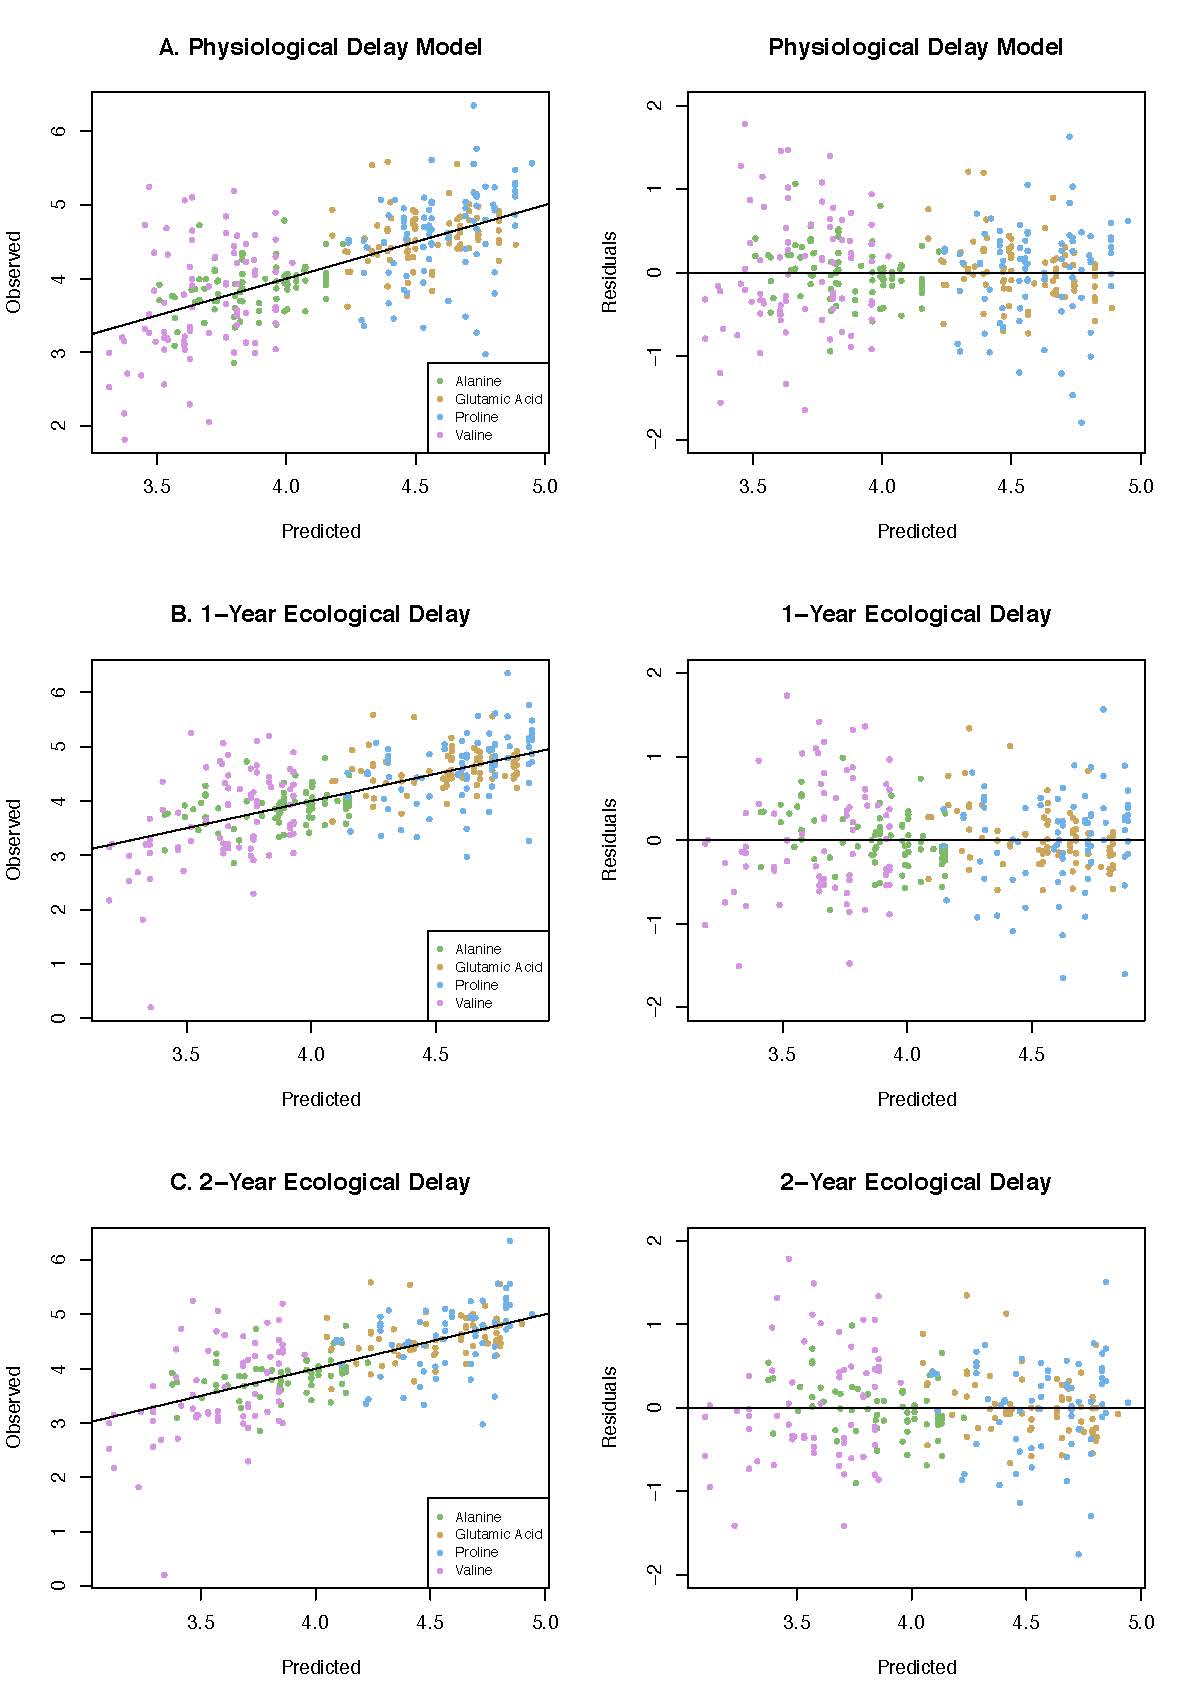 A. Physiological Delay Model
Physiological Delay Model
Observed
6
5
4
3
2
Alanine
Glutamic Acid
Proline
Valine
3.5 4.0 4.5 5.0
Predicted
Residuals
2
1
0
−1
−2
3.5 4.0 4.5 5.0
Predicted
B. 1−Year Ecological Delay
1−Year Ecological Delay
Observed
6
5
4
3
2
1
0
Alanine
Glutamic Acid
Proline
Valine
3.5 4.0 4.5
Predicted
Residuals
2
1
0
−1
−2
3.5 4.0 4.5
Predicted
C. 2−Year Ecological Delay
2−Year Ecological Delay
Observed
6
5
4
3
2
1
0
Alanine
Glutamic Acid
Proline
Valine
3.5 4.0 4.5 5.0
Predicted
Residuals
2
1
0
−1
−2
3.5 4.0 4.5 5.0
Predicted